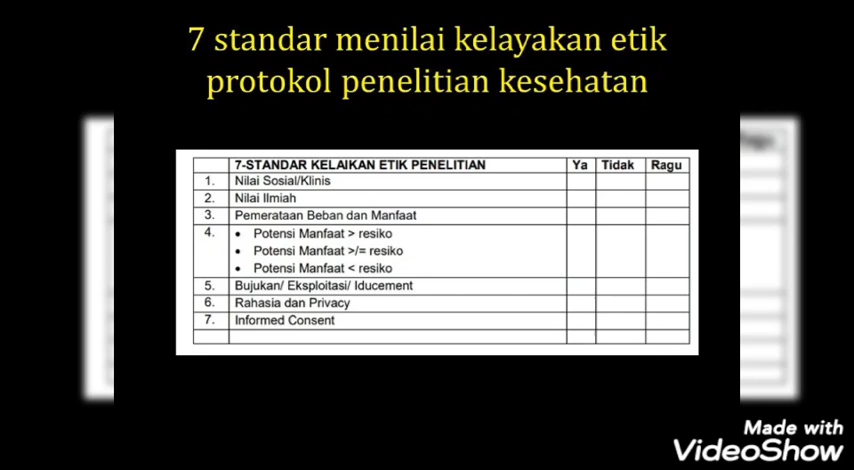 7 standar menilai kelayakan etik
protokol penelitian kesehatan
7-STANDAR KELAIKAN ETIK PENELITIAN Ya Tidak Ragu
1. Nilai Sosial/Klinis
2. Nilai Ilmiah
3. Pemerataan Beban dan Manfaat
4. • Potensi Manfaat > resiko
• Potensi Manfaat >/= resiko
• Potensi Manfaat < resiko
5. Bujukan/ Eksploitasi/ Iducement
6. Rahasia dan Privacy
7. Informed Consent
Made with
VideoShow